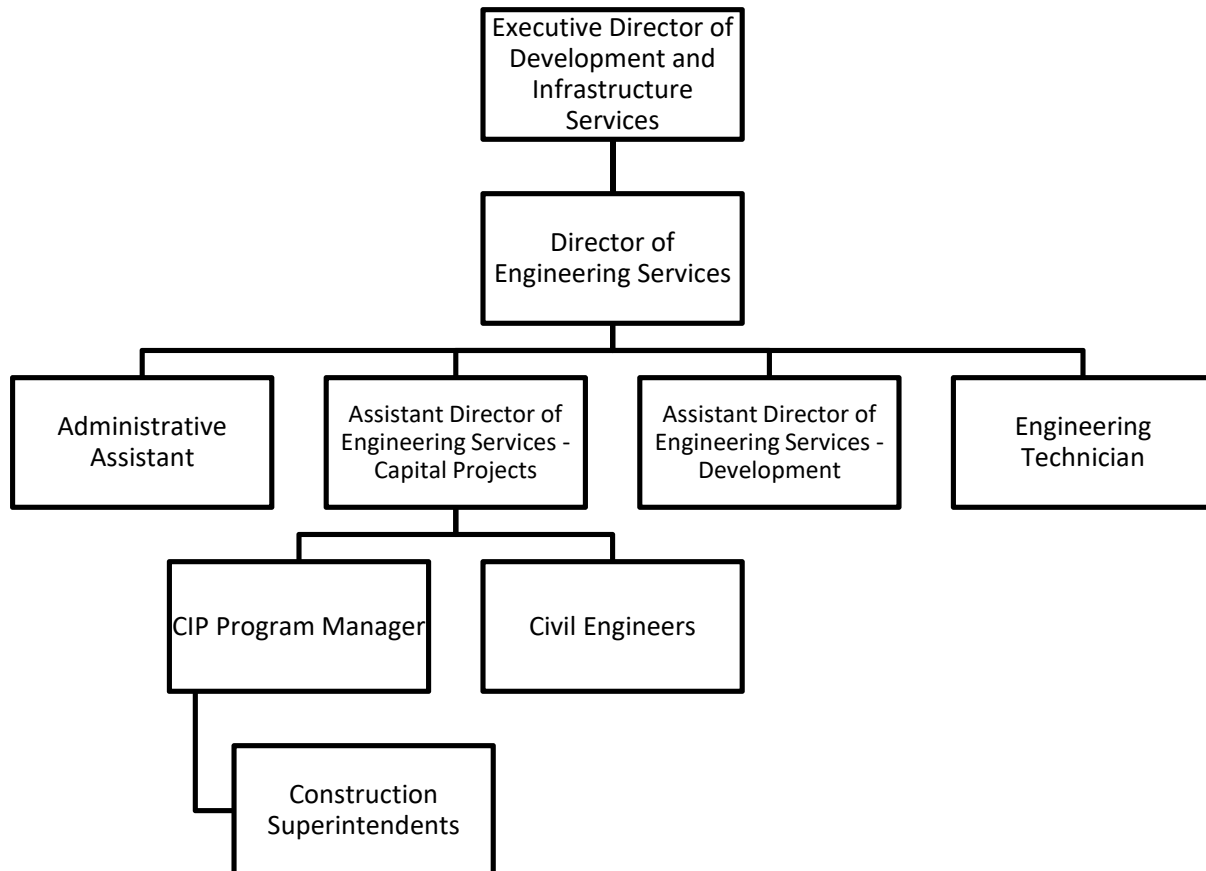 Executive Director of
Development and
Infrastructure
Services
Director of
Engineering Services
Administrative
Assistant
Assistant Director of
Engineering Services -
Capital Projects
Assistant Director of
Engineering Services -
Development
Engineering
Technician
CIP Program Manager
Civil Engineers
Construction
Superintendents